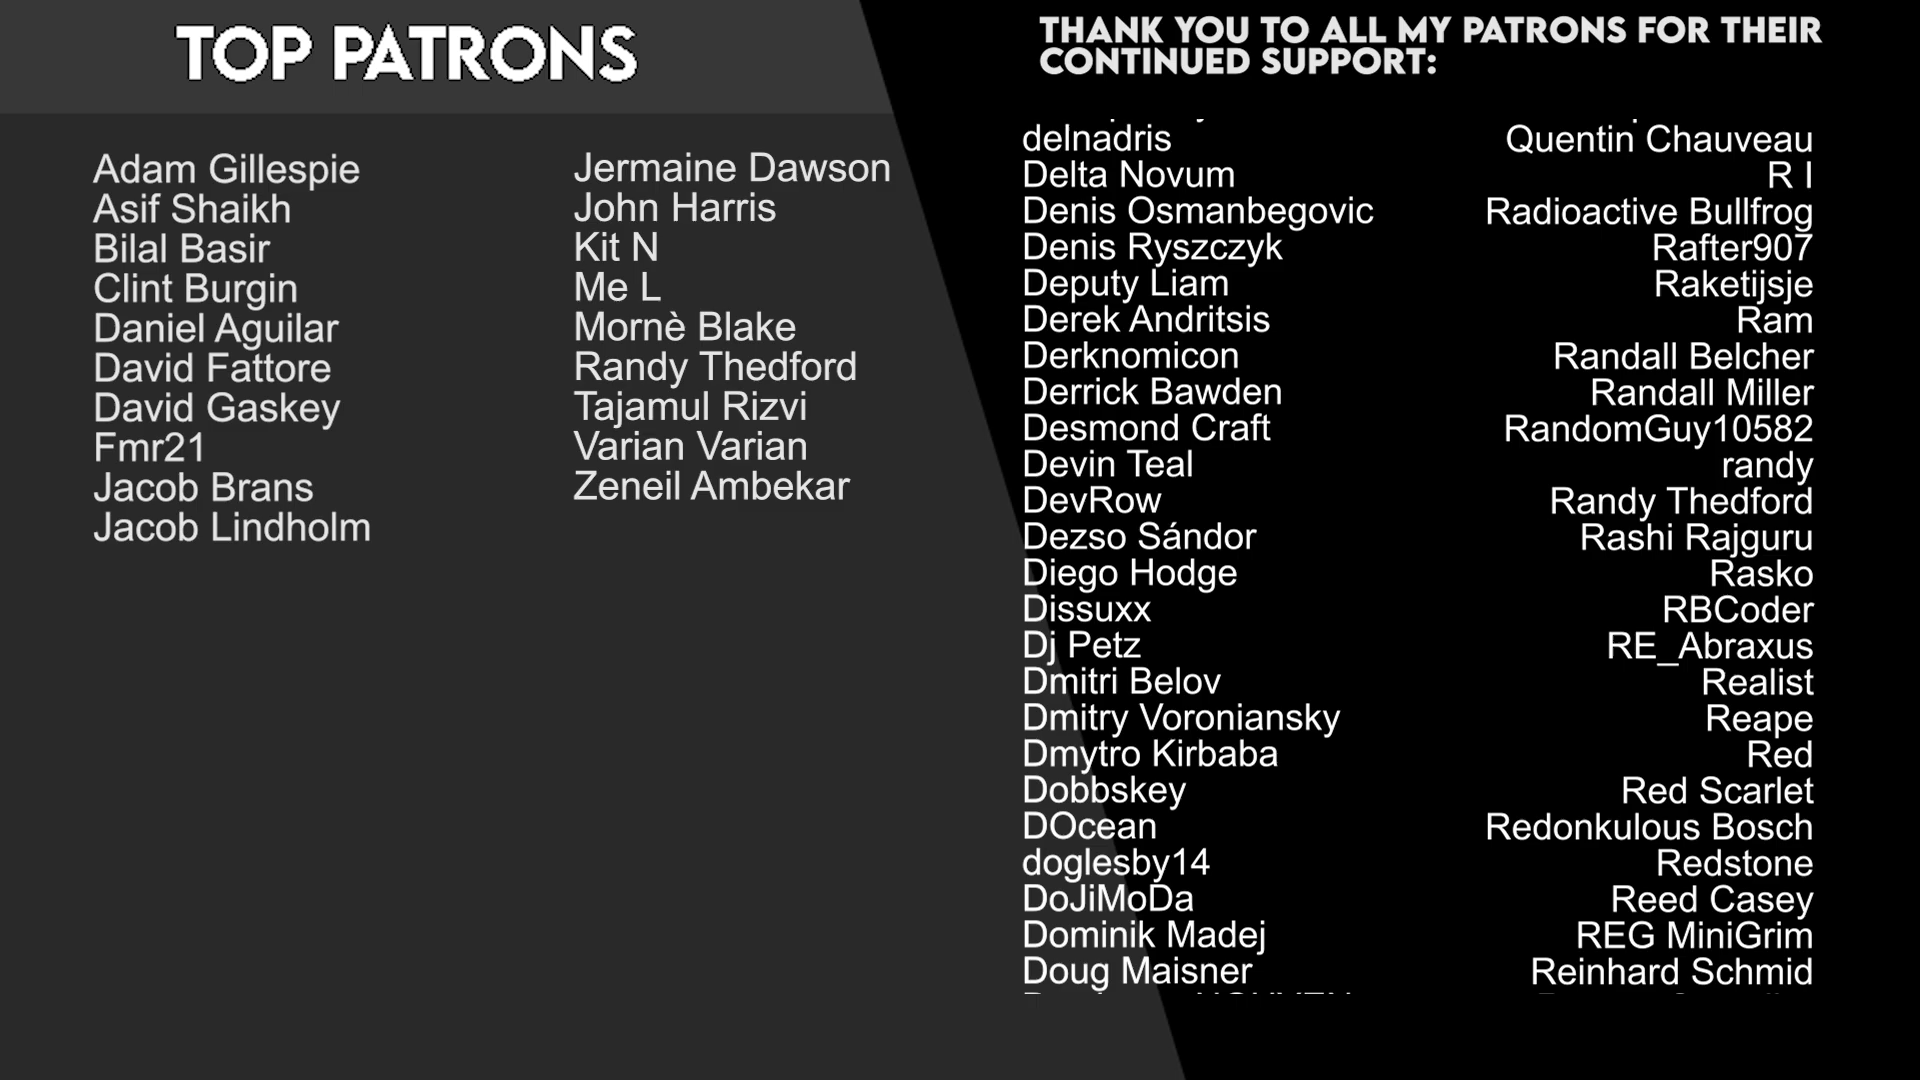 TOP PATRONS
Adam Gillespie
Asif Shaikh
Bilal Basir
Clint Burgin
Daniel Aguilar
David Fattore
David Gaskey
Fmr21
Jacob Brans
Jacob Lindholm
Jermaine Dawson
John Harris
Kit N
Me L
Mornè Blake
Randy Thedford
Tajamul Rizvi
Varian Varian
Zeneil Ambekar
THANK YOU TO ALL MY PATRONS FOR THEIR
CONTINUED SUPPORT:
delnadris
Delta Novum
Denis Osmanbegovic
Denis Ryszczyk
Deputy Liam
Derek Andritsis
Derknomicon
Derrick Bawden
Desmond Craft
Devin Teal
DevRow
Dezso Sándor
Diego Hodge
Dissuxx
Dj Petz
Dmitri Belov
Dmitry Voroniansky
Dmytro Kirbaba
Dobbskey
DOcean
doglesby14
DoJiMoDa
Dominik Madej
Doug Maisner
Quentin Chauveau
R I
Radioactive Bullfrog
Rafter907
Raketijsje
Ram
Randall Belcher
Randall Miller
RandomGuy10582
randy
Randy Thedford
Rashi Rajguru
Rasko
RBCoder
RE_Abraxus
Realist
Reape
Red
Red Scarlet
Redonkulous Bosch
Redstone
Reed Casey
REG MiniGrim
Reinhard Schmid